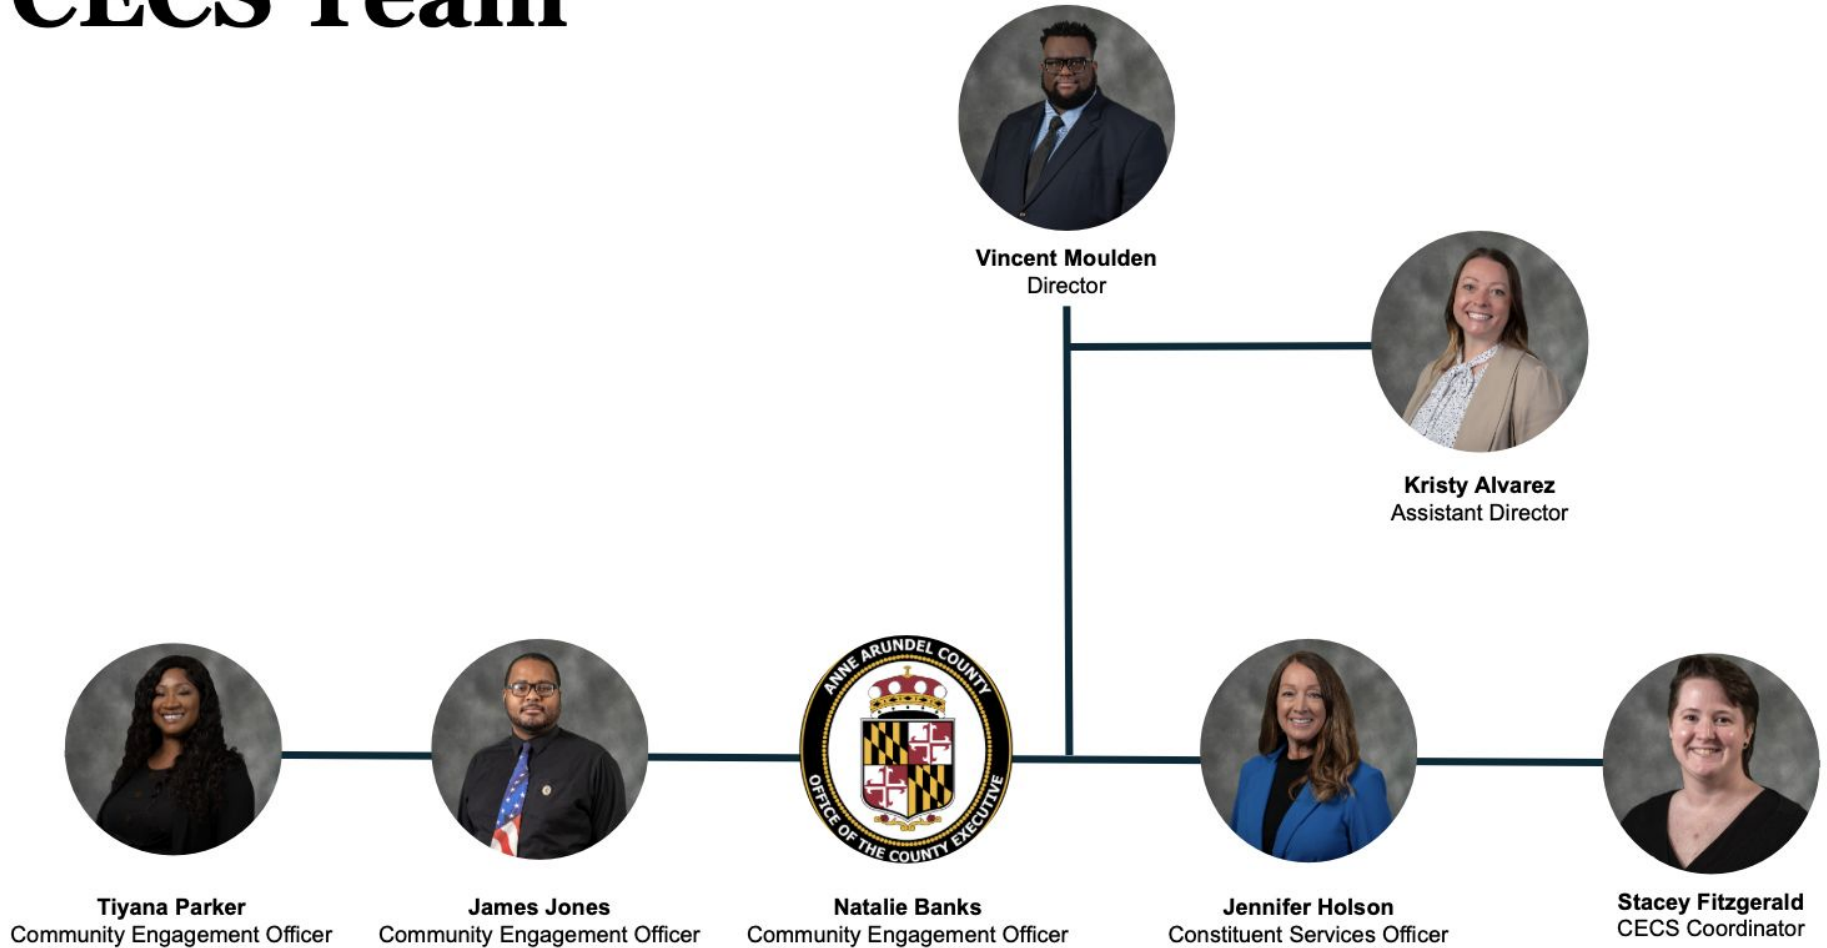 CECS Team
Vincent Moulden
Director
Kristy Alvarez
Assistant Director
ANNE ARUNDEL COUNTY
OFFICE OF THE COUNTY EXECUTIVE
Tiyana Parker
Community Engagement Officer
James Jones
Community Engagement Officer
Natalie Banks
Community Engagement Officer
Jennifer Holson
Constituent Services Officer
Stacey Fitzgerald
CECS Coordinator